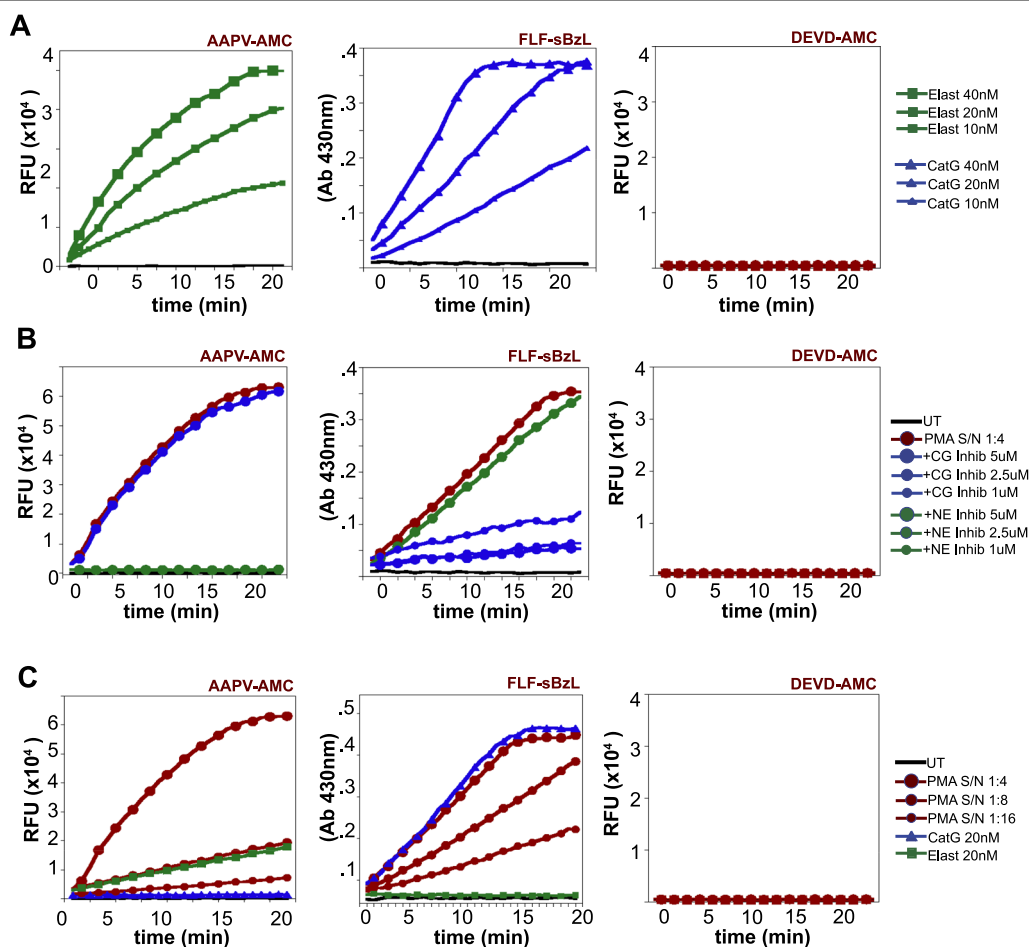 A
AAPV-AMC
FLF-sBzL
DEVD-AMC
RFU (x10⁴)
4
3
2
1
0
0 5 10 15 20
time (min)
(Ab 430nm)
.4
.3
.2
.1
0 5 10 15 20
time (min)
RFU (x10⁴)
4
3
2
1
0 5 10 15 20
time (min)
Elast 40nM
Elast 20nM
Elast 10nM
CatG 40nM
CatG 20nM
CatG 10nM
B
AAPV-AMC
FLF-sBzL
DEVD-AMC
RFU (x10⁴)
6
5
4
3
2
1
0
0 5 10 15 20
time (min)
(Ab 430nm)
.4
.3
.2
.1
0 5 10 15 20
time (min)
RFU (x10⁴)
4
3
2
1
0 5 10 15 20
time (min)
UT
PMA S/N 1:4
+CG Inhib 5uM
+CG Inhib 2.5uM
+CG Inhib 1uM
+NE Inhib 5uM
+NE Inhib 2.5uM
+NE Inhib 1uM
C
AAPV-AMC
FLF-sBzL
DEVD-AMC
RFU (x10⁴)
6
5
4
3
2
1
0 5 10 15 20
time (min)
(Ab 430nm)
.5
.4
.3
.2
.1
0 5 10 15 20
time (min)
RFU (x10⁴)
4
3
2
1
0 5 10 15 20
time (min)
UT
PMA S/N 1:4
PMA S/N 1:8
PMA S/N 1:16
CatG 20nM
Elast 20nM